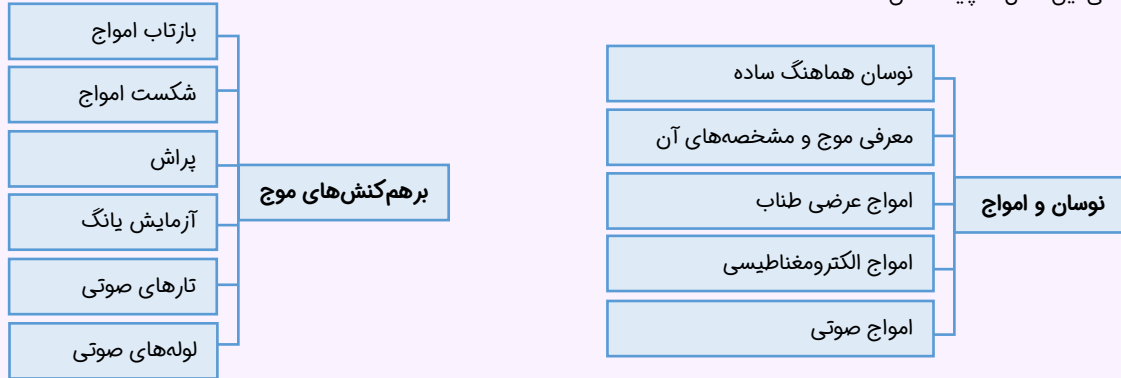 نوسان و امواج
نوسان هماهنگ ساده
معرفی موج و مشخصه‌های آن
امواج عرضی طناب
امواج الکترومغناطیسی
امواج صوتی
برهم‌کنش‌های موج
بازتاب امواج
شکست امواج
پراش
آزمایش یانگ
تارهای صوتی
لوله‌های صوتی